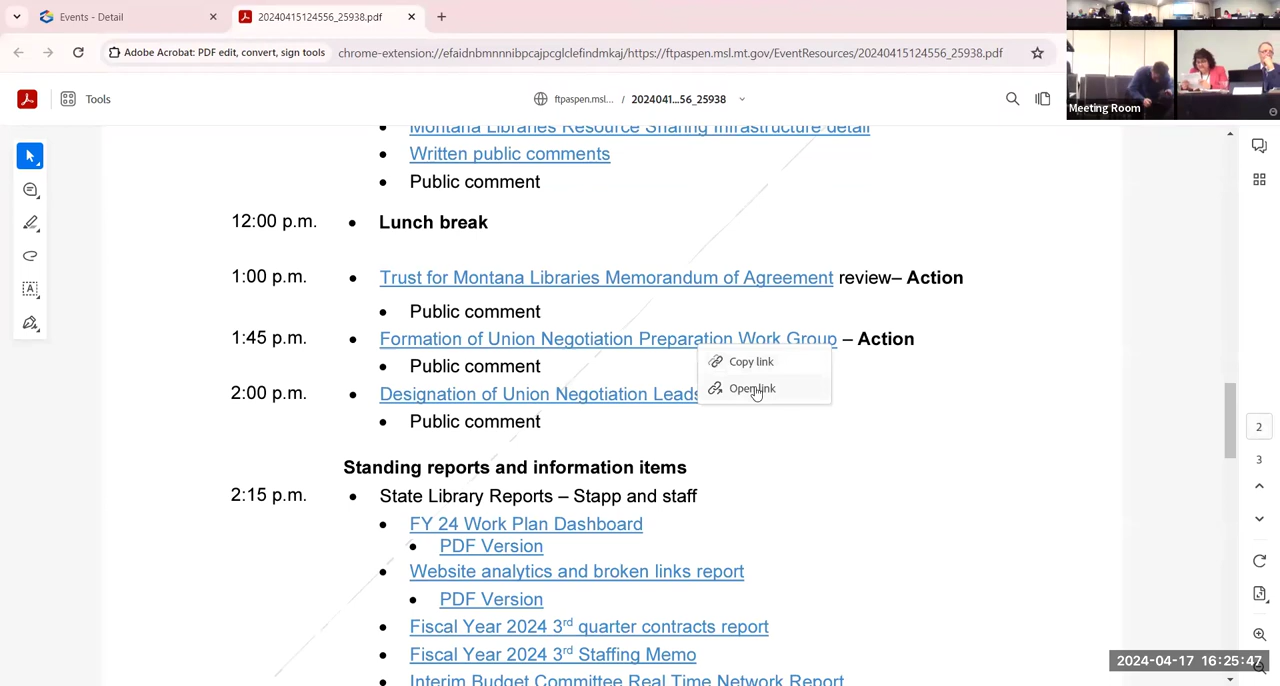 Events - Detail
20240415124556_25938.pdf
Adobe Acrobat: PDF edit, convert, sign tools
chrome-extension://efaidnbmnnnibpcajpcglclefindmkaj/https://ftpaspen.msl.mt.gov/EventResources/20240415124556_25938.pdf
Meeting Room
Tools
ftpaspen.msl... / 2024041...56_25938
Montana Libraries Resource Sharing Infrastructure detail
Written public comments
Public comment
12:00 p.m. • Lunch break
1:00 p.m. • Trust for Montana Libraries Memorandum of Agreement review– Action
Public comment
1:45 p.m. • Formation of Union Negotiation Preparation Work Group – Action
Copy link
Public comment
Open link
2:00 p.m. • Designation of Union Negotiation Leads
Public comment
Standing reports and information items
2:15 p.m. • State Library Reports – Stapp and staff
FY 24 Work Plan Dashboard
PDF Version
Website analytics and broken links report
PDF Version
Fiscal Year 2024 3rd quarter contracts report
Fiscal Year 2024 3rd Staffing Memo
Interim Budget Committee Real Time Network Report
2
3
2024-04-17 16:25:47